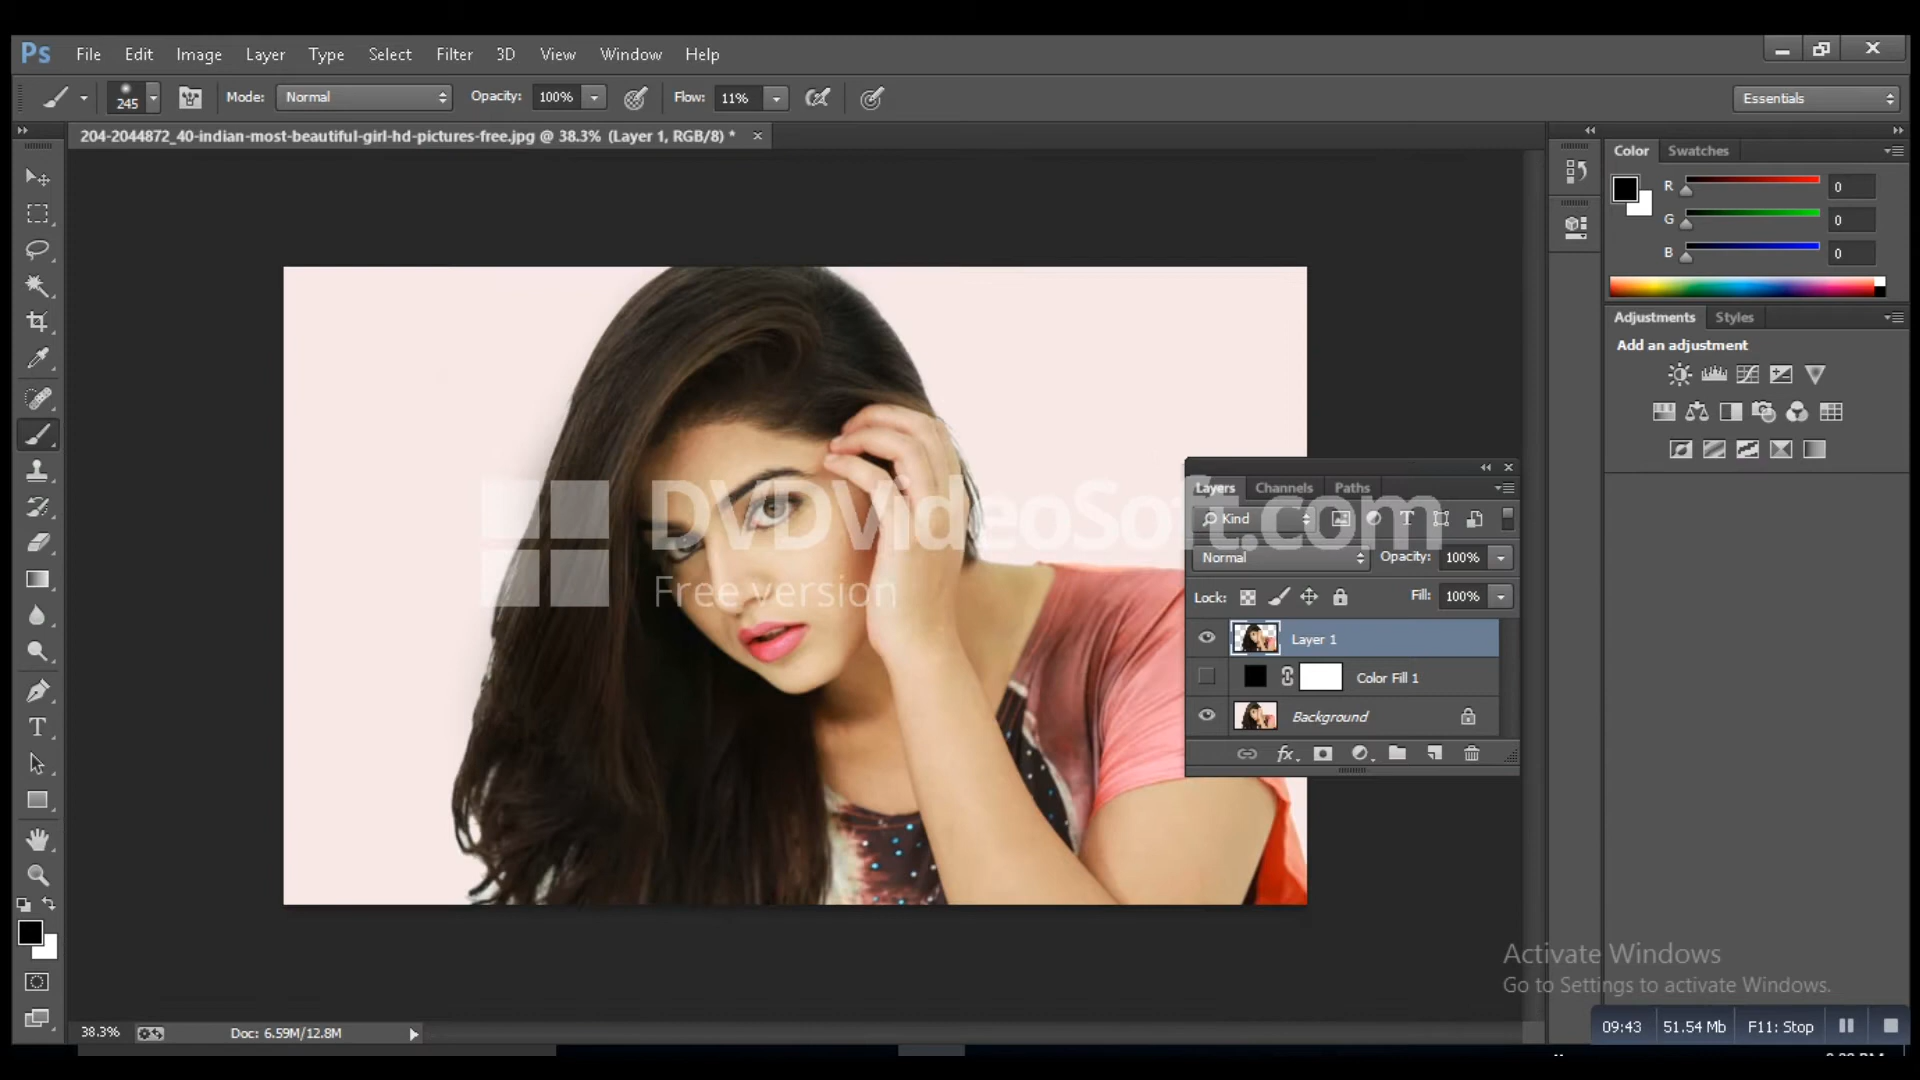 Ps File Edit Image Layer Type Select Filter 3D View Window Help
245 Mode: Normal Opacity: 100% Flow: 11% Essentials
204-2044872_40-indian-most-beautiful-girl-hd-pictures-free.jpg @ 38.3% (Layer 1, RGB/8) *
Color Swatches
R 0
G 0
B 0
Adjustments Styles
Add an adjustment
DVDVideoSoft.com
Free version
Layers Channels Paths
Kind
Normal Opacity: 100%
Lock: Fill: 100%
Layer 1
Color Fill 1
Background
fx
Activate Windows
Go to Settings to activate Windows.
38.3% Doc: 6.59M/12.8M
09:43 51.54 Mb F11: Stop